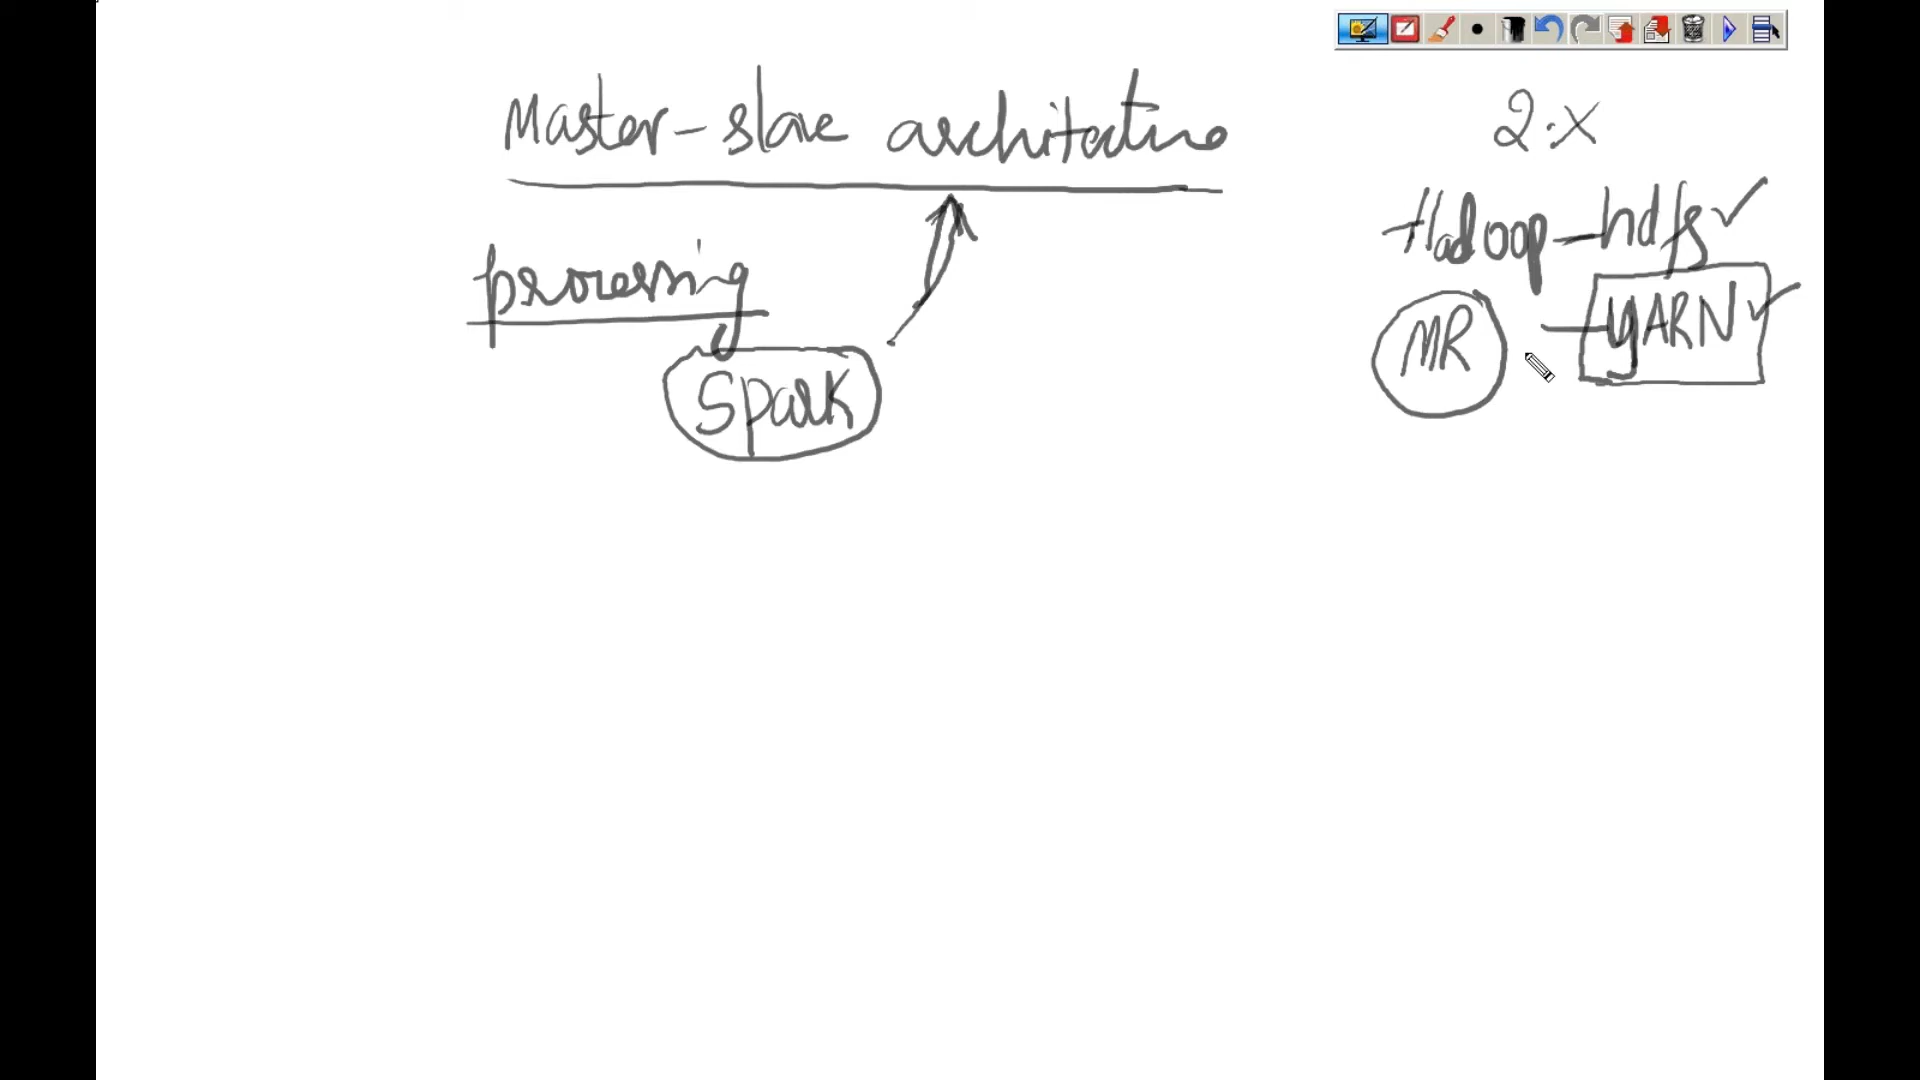 Master-slave architecture
processing
Spark
2.X
Hadoop-hdfs
MR -YARN